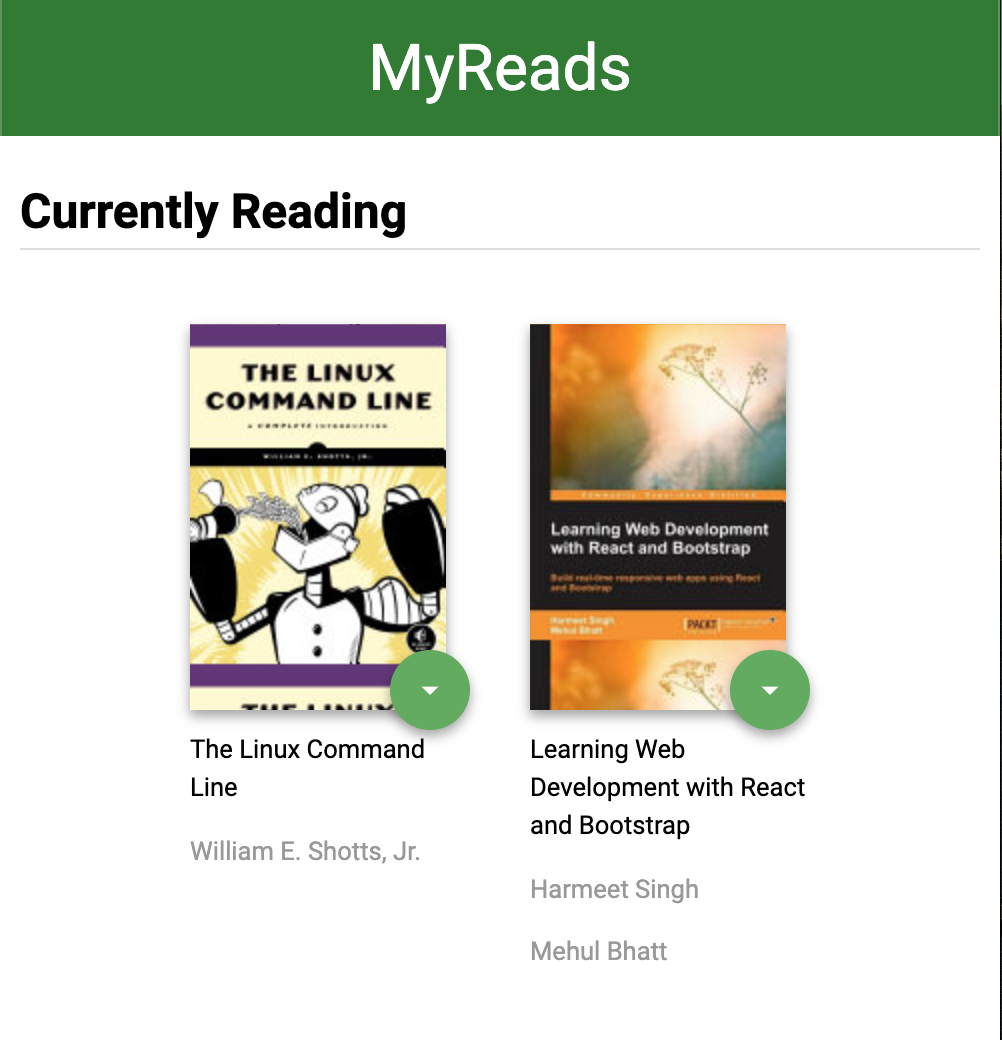 MyReads
Currently Reading
THE LINUX
COMMAND LINE
A COMPLETE INTRODUCTION
WILLIAM E. SHOTTS, JR.
THE LINUX
The Linux Command
Line
William E. Shotts, Jr.
Community Experience Distilled
Learning Web Development
with React and Bootstrap
Build real-time responsive web apps using React
and Bootstrap
Harmeet Singh
Mehul Bhatt
PACKT
Learning Web
Development with React
and Bootstrap
Harmeet Singh
Mehul Bhatt